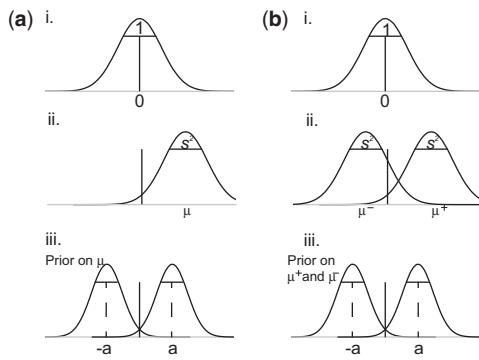 (a) i.
1
0
ii.
s²
μ
iii.
Prior on μ
-a a
(b) i.
1
0
ii.
s² s²
μ⁻ μ⁺
iii.
Prior on
μ⁺and μ⁻
-a a